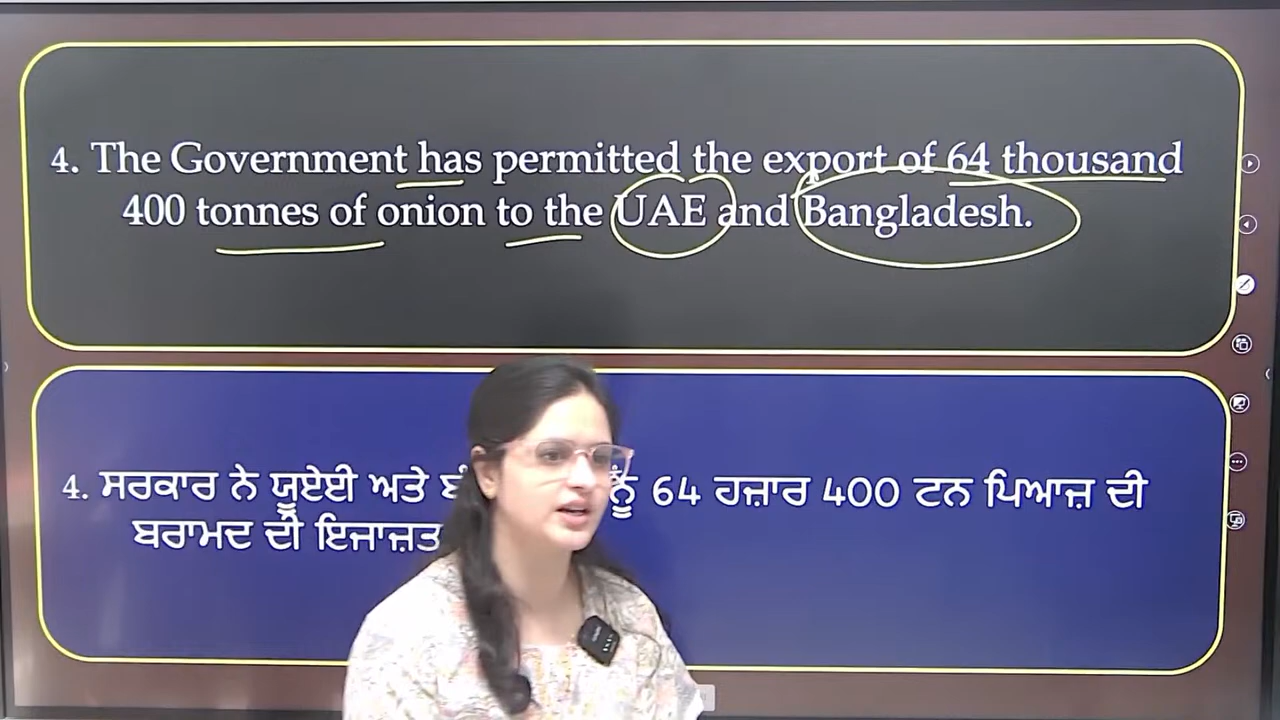 4. The Government has permitted the export of 64 thousand
400 tonnes of onion to the UAE and Bangladesh.
4. ਸਰਕਾਰ ਨੇ ਯੂਏਈ ਅਤੇ ਨੂੰ 64 ਹਜ਼ਾਰ 400 ਟਨ ਪਿਆਜ਼ ਦੀ
ਬਰਾਮਦ ਦੀ ਇਜਾਜ਼ਤ